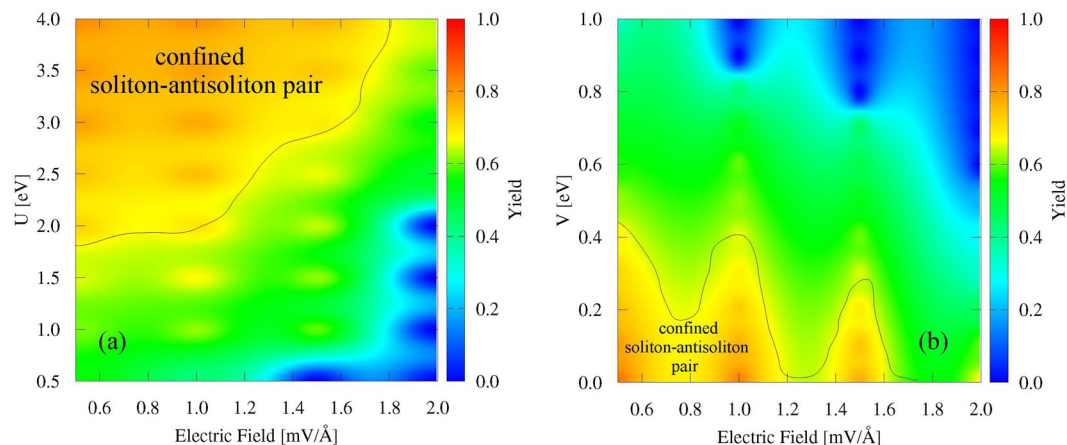 confined
soliton-antisoliton pair
(a)
U [eV]
4.0
3.5
3.0
2.5
2.0
1.5
1.0
0.5
0.6 0.8 1.0 1.2 1.4 1.6 1.8 2.0
Electric Field [mV/Å]
1.0
0.8
0.6
0.4
0.2
0.0
Yield
V [eV]
1.0
0.8
0.6
0.4
0.2
0.0
confined
soliton-antisoliton
pair
(b)
0.6 0.8 1.0 1.2 1.4 1.6 1.8 2.0
Electric Field [mV/Å]
1.0
0.8
0.6
0.4
0.2
0.0
Yield